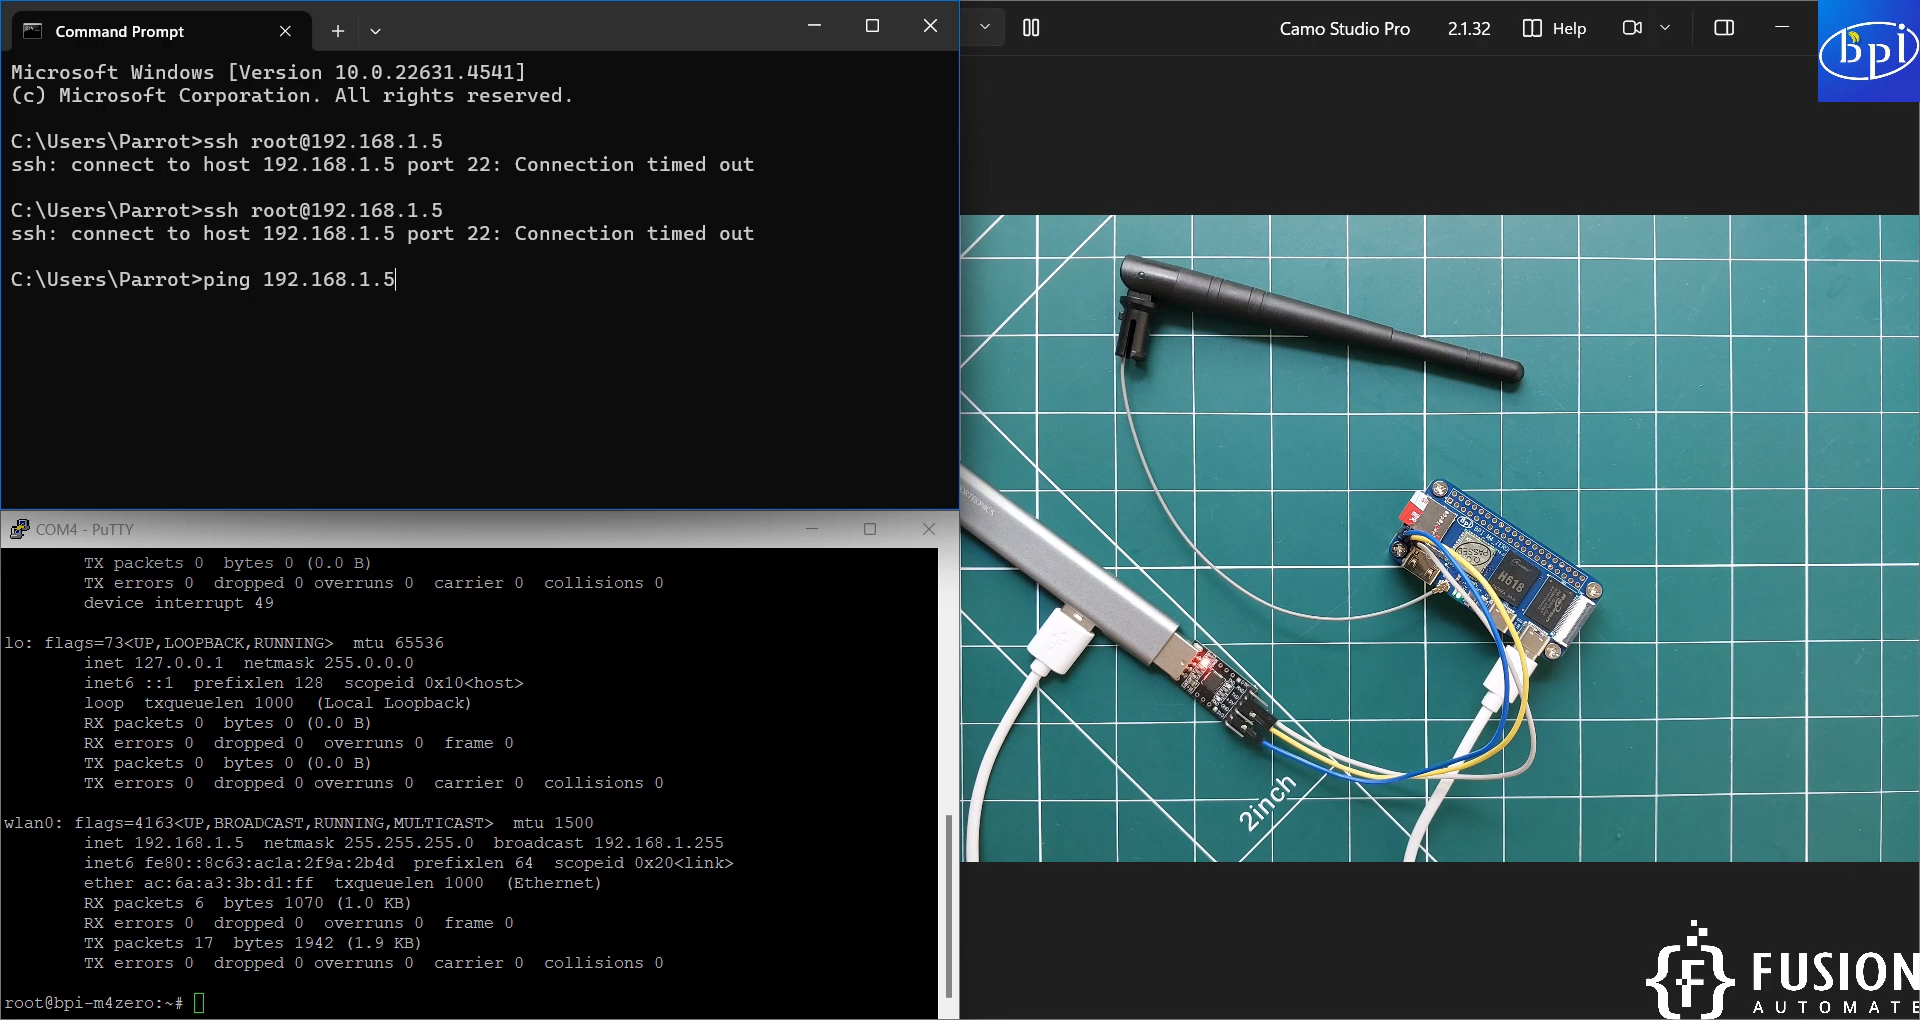 Command Prompt
Microsoft Windows [Version 10.0.22631.4541]
(c) Microsoft Corporation. All rights reserved.
C:\Users\Parrot>ssh root@192.168.1.5
ssh: connect to host 192.168.1.5 port 22: Connection timed out
C:\Users\Parrot>ssh root@192.168.1.5
ssh: connect to host 192.168.1.5 port 22: Connection timed out
C:\Users\Parrot>ping 192.168.1.5
COM4 - PuTTY
TX packets 0  bytes 0 (0.0 B)
TX errors 0  dropped 0 overruns 0  carrier 0  collisions 0
device interrupt 49
lo: flags=73<UP,LOOPBACK,RUNNING>  mtu 65536
inet 127.0.0.1  netmask 255.0.0.0
inet6 ::1  prefixlen 128  scopeid 0x10<host>
loop  txqueuelen 1000  (Local Loopback)
RX packets 0  bytes 0 (0.0 B)
RX errors 0  dropped 0  overruns 0  frame 0
TX packets 0  bytes 0 (0.0 B)
TX errors 0  dropped 0 overruns 0  carrier 0  collisions 0
wlan0: flags=4163<UP,BROADCAST,RUNNING,MULTICAST>  mtu 1500
inet 192.168.1.5  netmask 255.255.255.0  broadcast 192.168.1.255
inet6 fe80::8c63:ac1a:2f9a:2b4d  prefixlen 64  scopeid 0x20<link>
ether ac:6a:a3:3b:d1:ff  txqueuelen 1000  (Ethernet)
RX packets 6  bytes 1070 (1.0 KB)
RX errors 0  dropped 0  overruns 0  frame 0
TX packets 17  bytes 1942 (1.9 KB)
TX errors 0  dropped 0 overruns 0  carrier 0  collisions 0
root@bpi-m4zero:~#
Camo Studio Pro 2.1.32 Help
bpi
BPI M4 ZERO
H618
2inch
FUSION
AUTOMATE